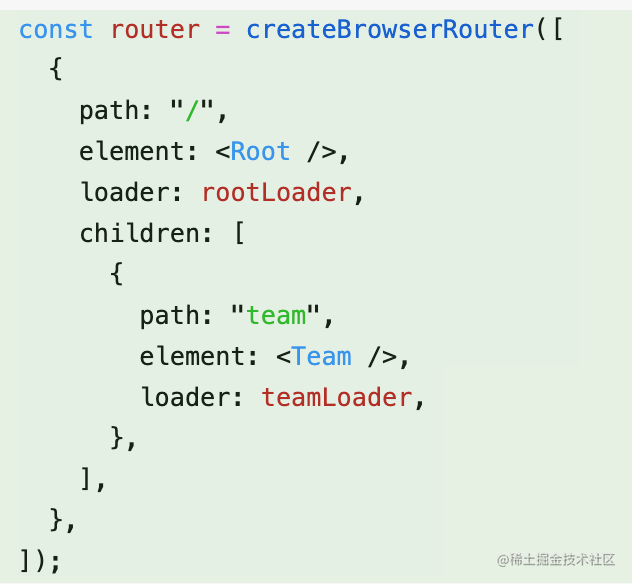 const router = createBrowserRouter([
  {
    path: "/",
    element: <Root />,
    loader: rootLoader,
    children: [
      {
        path: "team",
        element: <Team />,
        loader: teamLoader,
      },
    ],
  },
]);
@稀土掘金技术社区